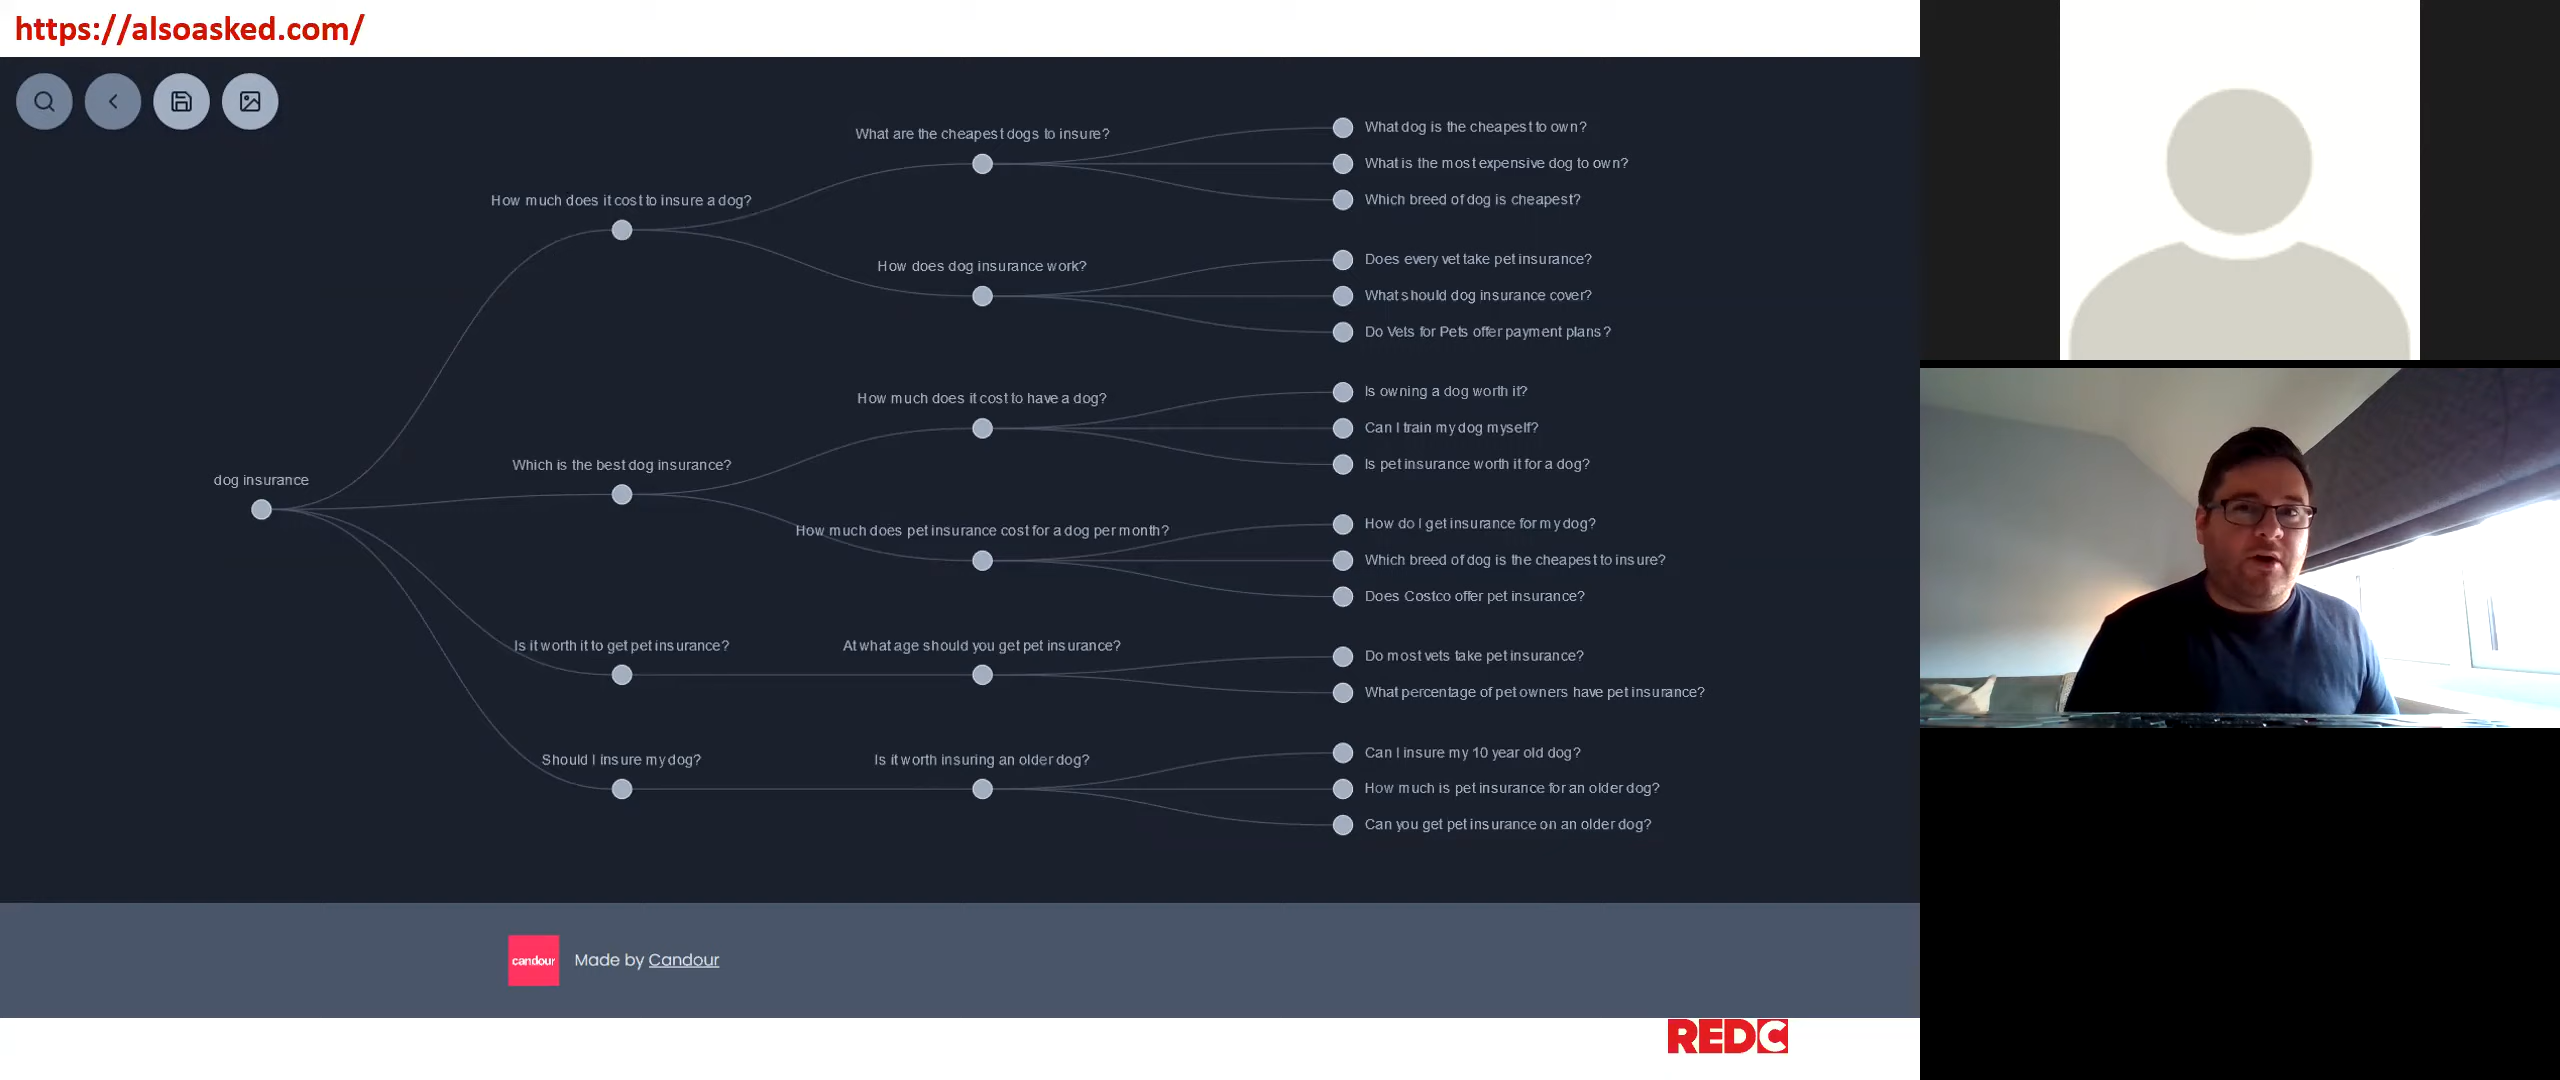 https://alsoasked.com/
What are the cheapest dogs to insure?
What dog is the cheapest to own?
What is the most expensive dog to own?
Which breed of dog is cheapest?
How much does it cost to insure a dog?
How does dog insurance work?
Does every vet take pet insurance?
What should dog insurance cover?
Do Vets for Pets offer payment plans?
How much does it cost to have a dog?
Is owning a dog worth it?
Can I train my dog myself?
Is pet insurance worth it for a dog?
dog insurance
Which is the best dog insurance?
How much does pet insurance cost for a dog per month?
How do I get insurance for my dog?
Which breed of dog is the cheapest to insure?
Does Costco offer pet insurance?
Is it worth it to get pet insurance?
At what age should you get pet insurance?
Do most vets take pet insurance?
What percentage of pet owners have pet insurance?
Should I insure my dog?
Is it worth insuring an older dog?
Can I insure my 10 year old dog?
How much is pet insurance for an older dog?
Can you get pet insurance on an older dog?
candour
Made by Candour
REDC